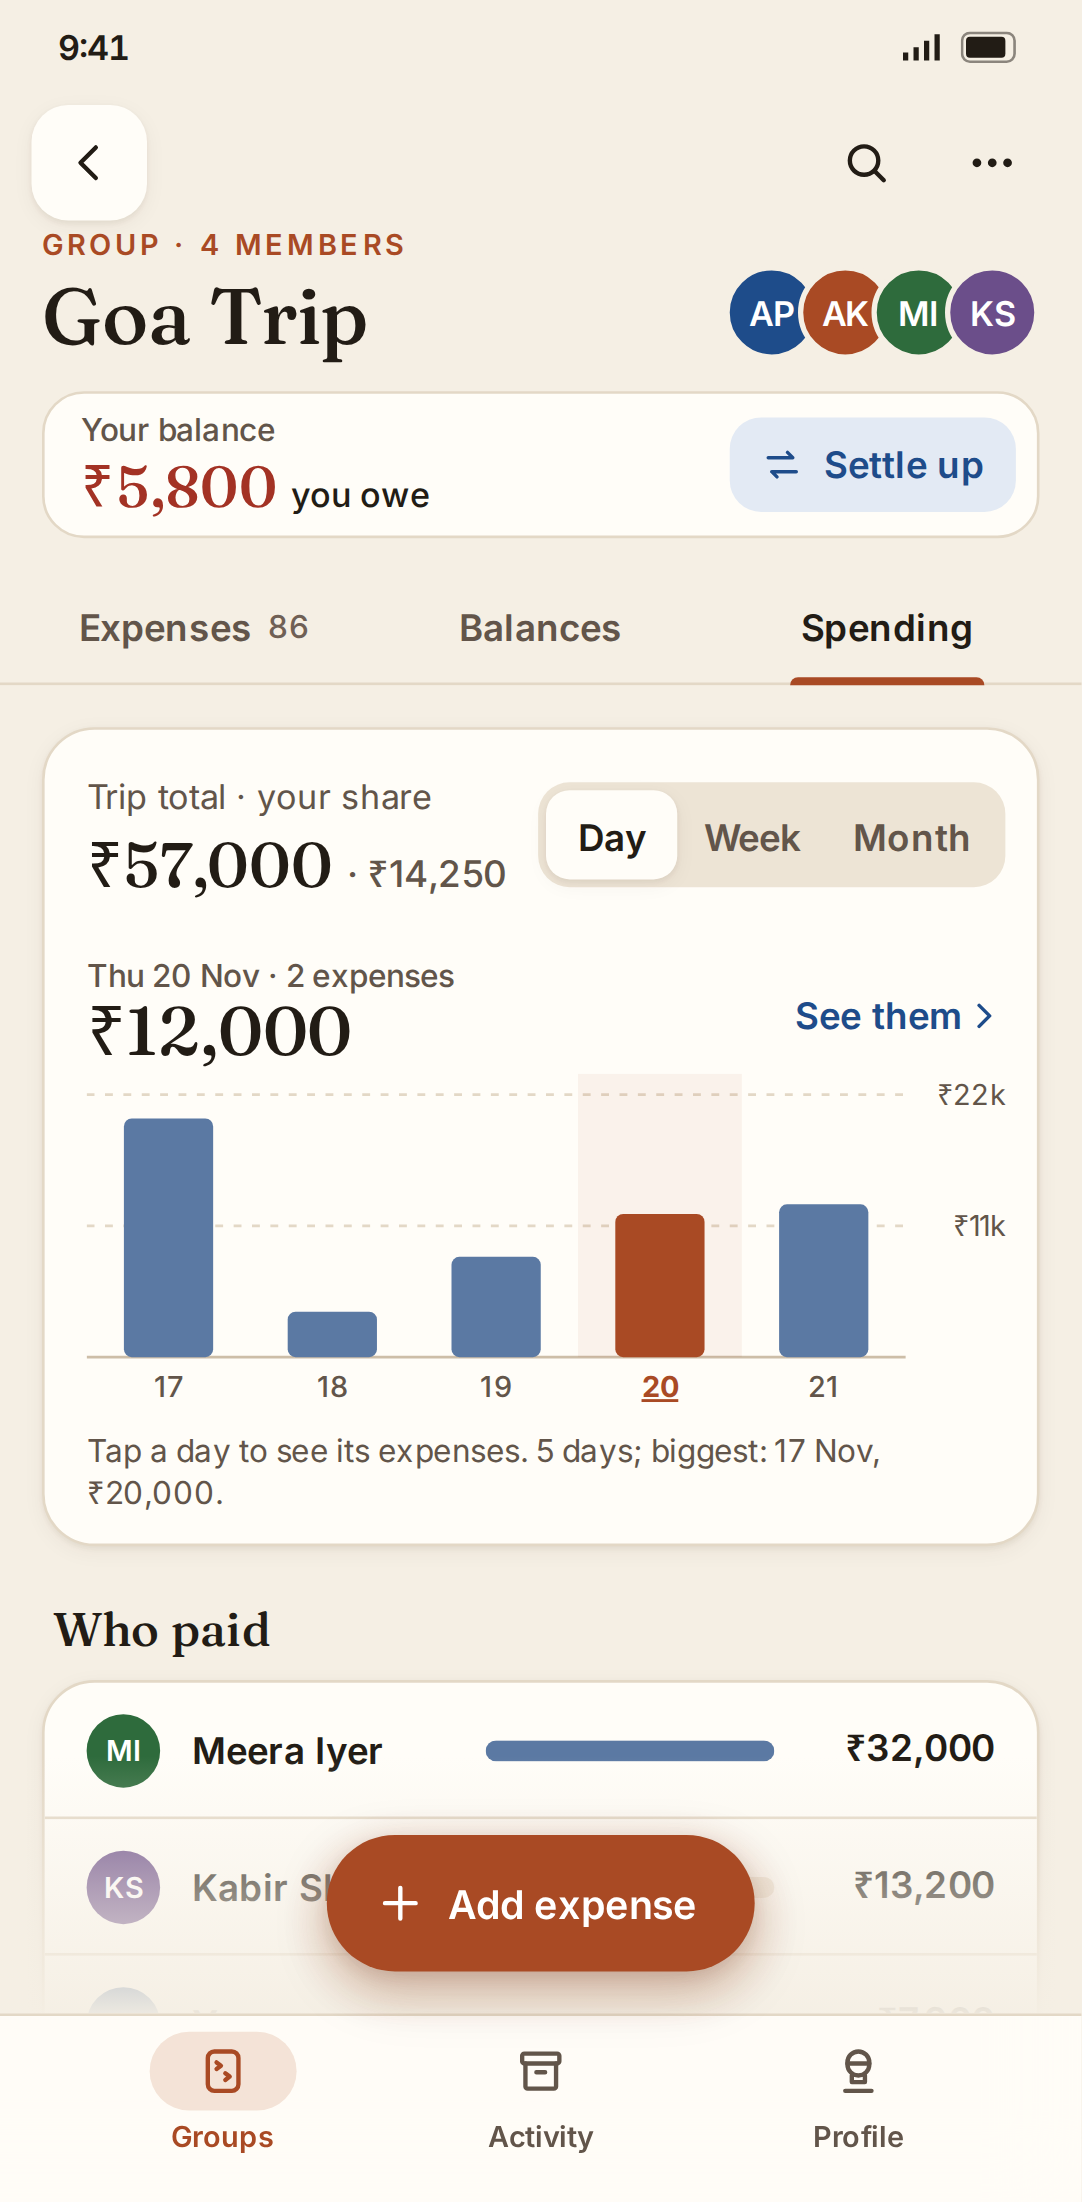 9:41
GROUP · 4 MEMBERS
Goa Trip
AP AK MI KS
Your balance
₹5,800 you owe
Settle up
Expenses 86
Balances
Spending
Trip total · your share
₹57,000 · ₹14,250
Day Week Month
Thu 20 Nov · 2 expenses
₹12,000
See them
₹22k
₹11k
17 18 19 20 21
Tap a day to see its expenses. 5 days; biggest: 17 Nov,
₹20,000.
Who paid
MI Meera Iyer ₹32,000
KS Kabir ₹13,200
Add expense
Groups
Activity
Profile